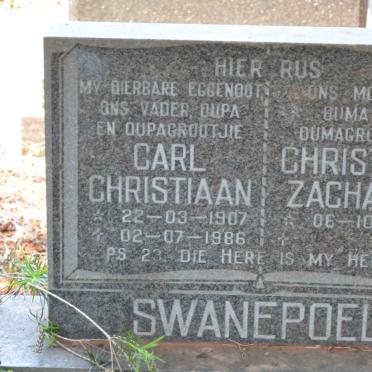 HIER RUS
MY DIERBARE EGGENOOT
ONS VADER, OUPA
EN OUPAGROOTJIE
CARL
CHRISTIAAN
* 22-03-1907
* 02-07-1986
ONS MO
OUMA
OUMAGRO
CHRIST
ZACHA
* 06-10
PS 23 DIE HERE IS MY HE
SWANEPOEL